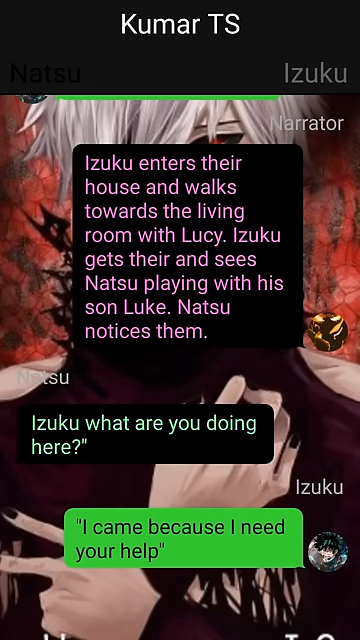 Kumar TS
Natsu
Izuku
Narrator
Izuku enters their
house and walks
towards the living
room with Lucy. Izuku
gets their and sees
Natsu playing with his
son Luke. Natsu
notices them.
Natsu
Izuku what are you doing
here?"
Izuku
"I came because I need
your help"